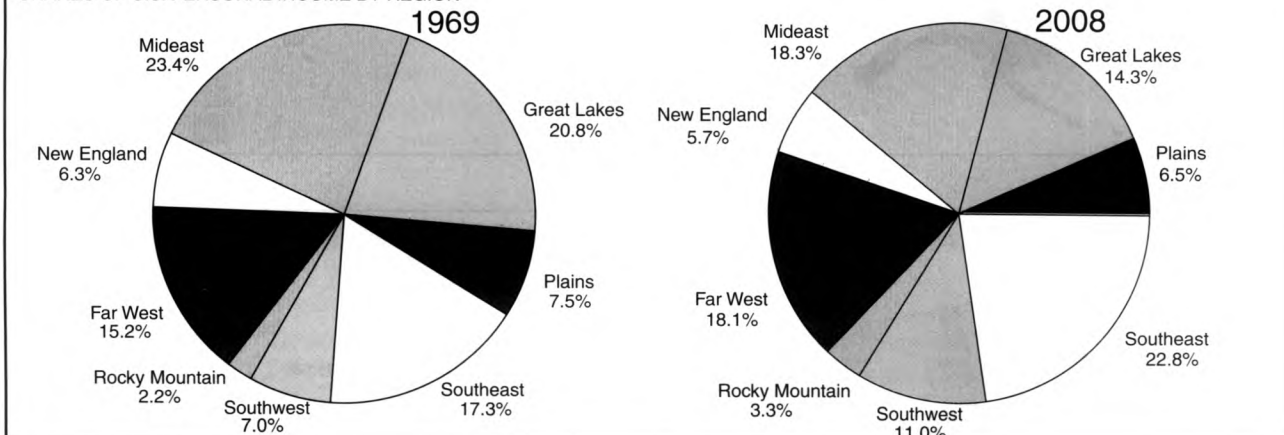 1969
Mideast
23.4%
Great Lakes
20.8%
New England
6.3%
Plains
7.5%
Far West
15.2%
Rocky Mountain
2.2%
Southwest
7.0%
Southeast
17.3%
2008
Mideast
18.3%
Great Lakes
14.3%
New England
5.7%
Plains
6.5%
Far West
18.1%
Southeast
22.8%
Rocky Mountain
3.3%
Southwest
11.0%